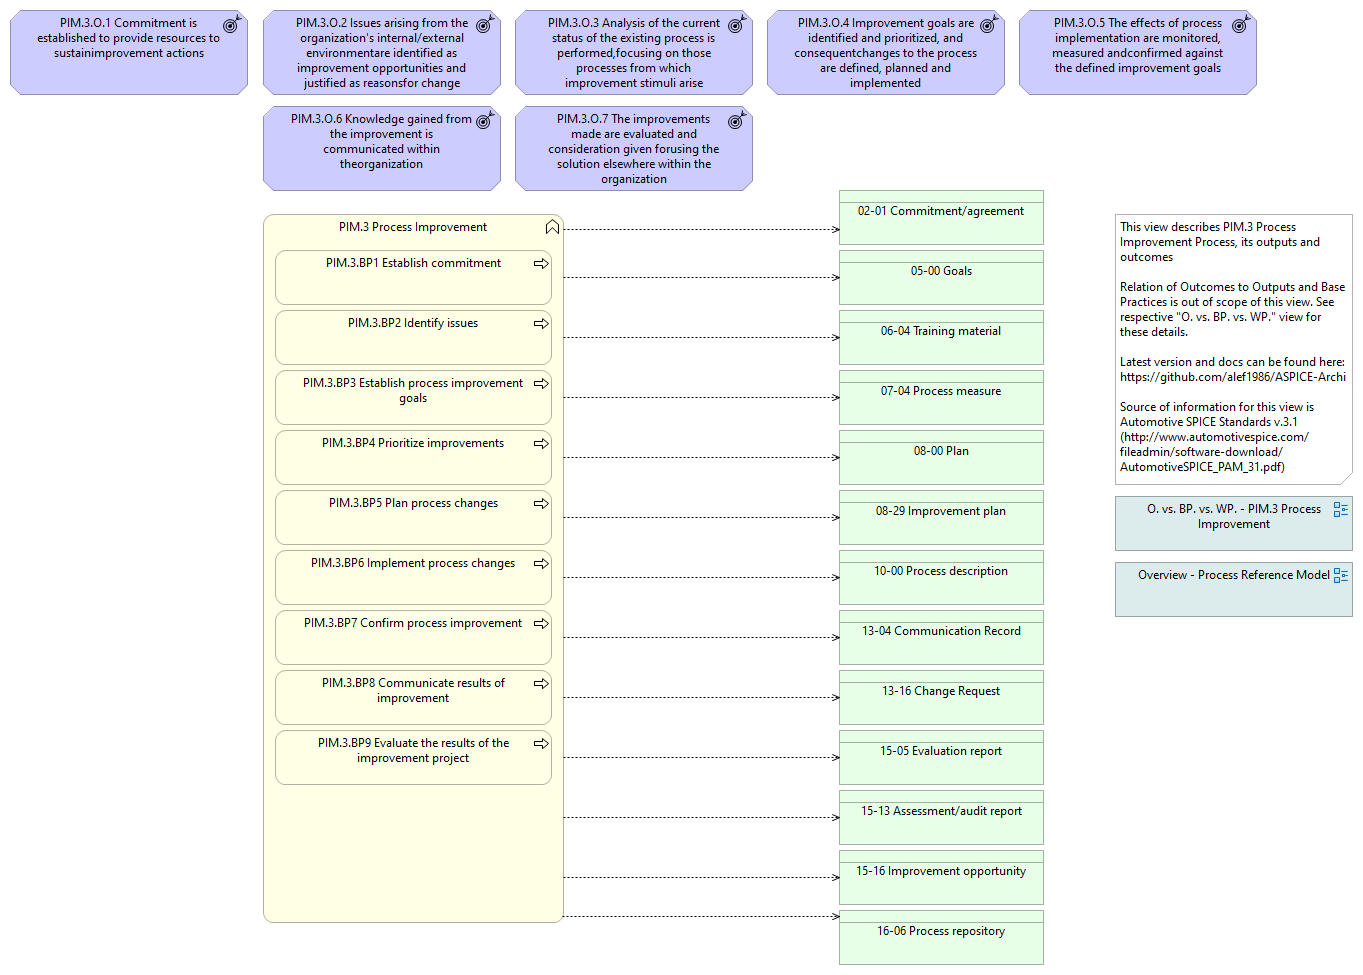 PIM.3.O.1 Commitment is
established to provide resources to
sustainimprovement actions
PIM.3.O.2 Issues arising from the
organization's internal/external
environmentare identified as
improvement opportunities and
justified as reasonsfor change
PIM.3.O.3 Analysis of the current
status of the existing process is
performed,focusing on those
processes from which
improvement stimuli arise
PIM.3.O.4 Improvement goals are
identified and prioritized, and
consequentchanges to the process
are defined, planned and
implemented
PIM.3.O.5 The effects of process
implementation are monitored,
measured andconfirmed against
the defined improvement goals
PIM.3.O.6 Knowledge gained from
the improvement is
communicated within
theorganization
PIM.3.O.7 The improvements
made are evaluated and
consideration given forusing the
solution elsewhere within the
organization
PIM.3 Process Improvement
PIM.3.BP1 Establish commitment
PIM.3.BP2 Identify issues
PIM.3.BP3 Establish process improvement
goals
PIM.3.BP4 Prioritize improvements
PIM.3.BP5 Plan process changes
PIM.3.BP6 Implement process changes
PIM.3.BP7 Confirm process improvement
PIM.3.BP8 Communicate results of
improvement
PIM.3.BP9 Evaluate the results of the
improvement project
02-01 Commitment/agreement
05-00 Goals
06-04 Training material
07-04 Process measure
08-00 Plan
08-29 Improvement plan
10-00 Process description
13-04 Communication Record
13-16 Change Request
15-05 Evaluation report
15-13 Assessment/audit report
15-16 Improvement opportunity
16-06 Process repository
This view describes PIM.3 Process
Improvement Process, its outputs and
outcomes
Relation of Outcomes to Outputs and Base
Practices is out of scope of this view. See
respective "O. vs. BP. vs. WP." view for
these details.
Latest version and docs can be found here:
https://github.com/alef1986/ASPICE-Archi
Source of information for this view is
Automotive SPICE Standards v.3.1
(http://www.automotivespice.com/
fileadmin/software-download/
AutomotiveSPICE_PAM_31.pdf)
O. vs. BP. vs. WP. - PIM.3 Process
Improvement
Overview - Process Reference Model